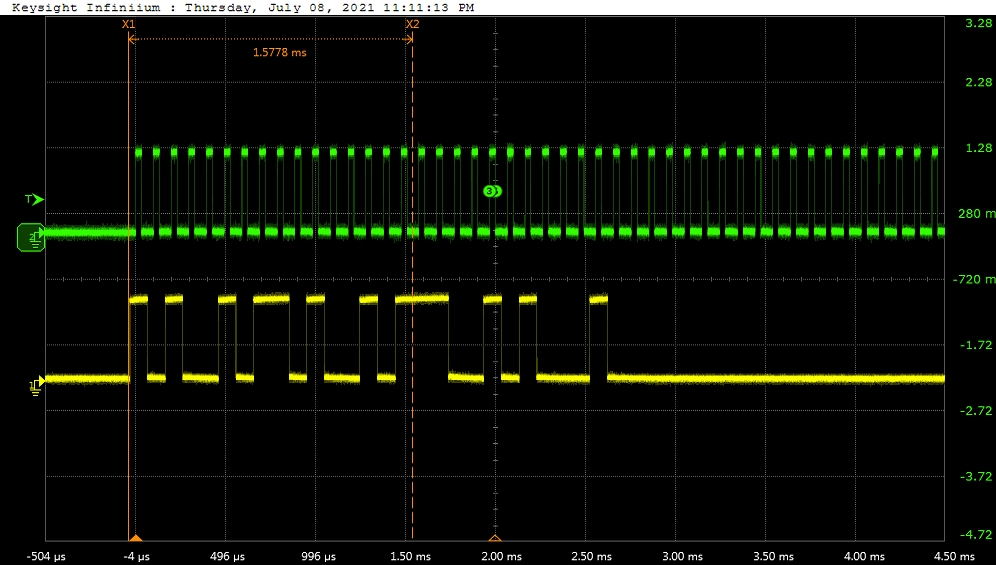 Keysight Infiniium : Thursday, July 08, 2021 11:11:13 PM
X1 X2
3.28
1.5778 ms
2.28
1.28
T
3
280 m
2
-720 m
-1.72
1
-2.72
-3.72
-4.72
-504 µs -4 µs 496 µs 996 µs 1.50 ms 2.00 ms 2.50 ms 3.00 ms 3.50 ms 4.00 ms 4.50 ms